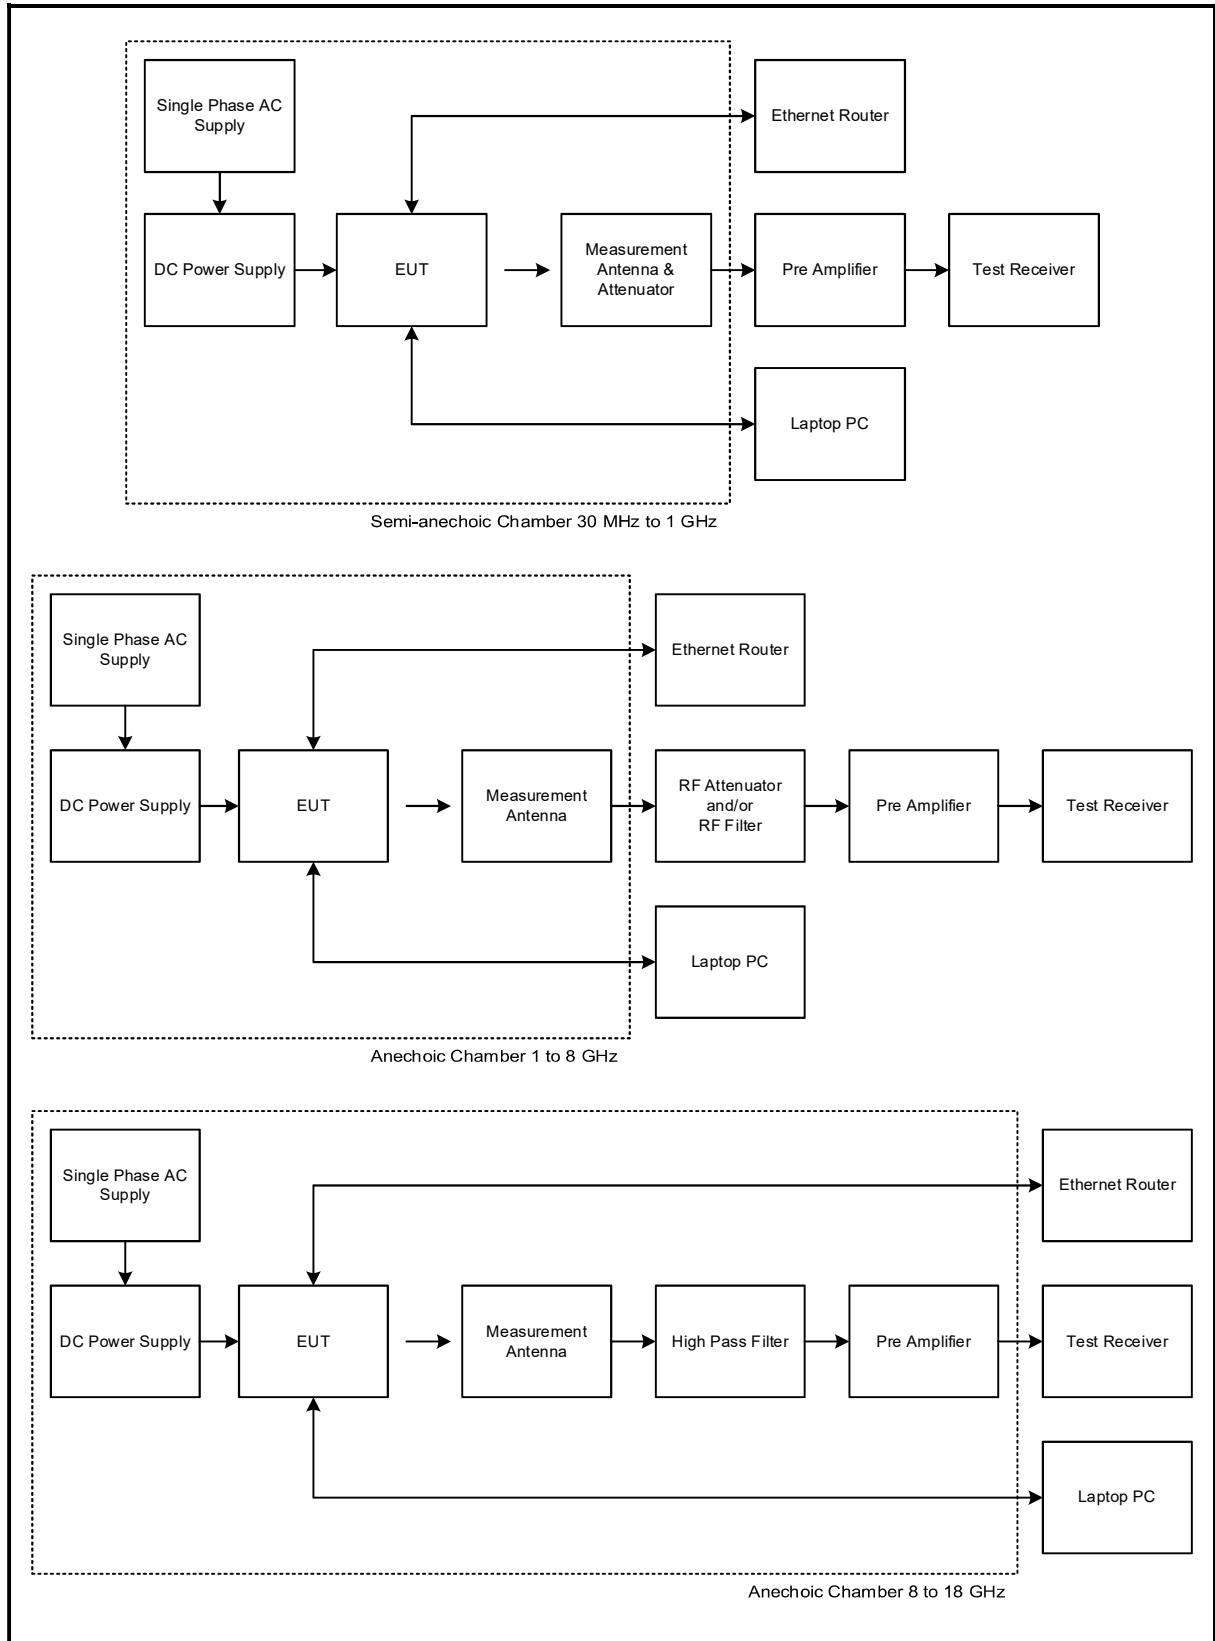 Single Phase AC
Supply
Ethernet Router
DC Power Supply
EUT
Measurement
Antenna &
Attenuator
Pre Amplifier
Test Receiver
Laptop PC
Semi-anechoic Chamber 30 MHz to 1 GHz
Single Phase AC
Supply
Ethernet Router
DC Power Supply
EUT
Measurement
Antenna
RF Attenuator
and/or
RF Filter
Pre Amplifier
Test Receiver
Laptop PC
Anechoic Chamber 1 to 8 GHz
Single Phase AC
Supply
Ethernet Router
DC Power Supply
EUT
Measurement
Antenna
High Pass Filter
Pre Amplifier
Test Receiver
Laptop PC
Anechoic Chamber 8 to 18 GHz